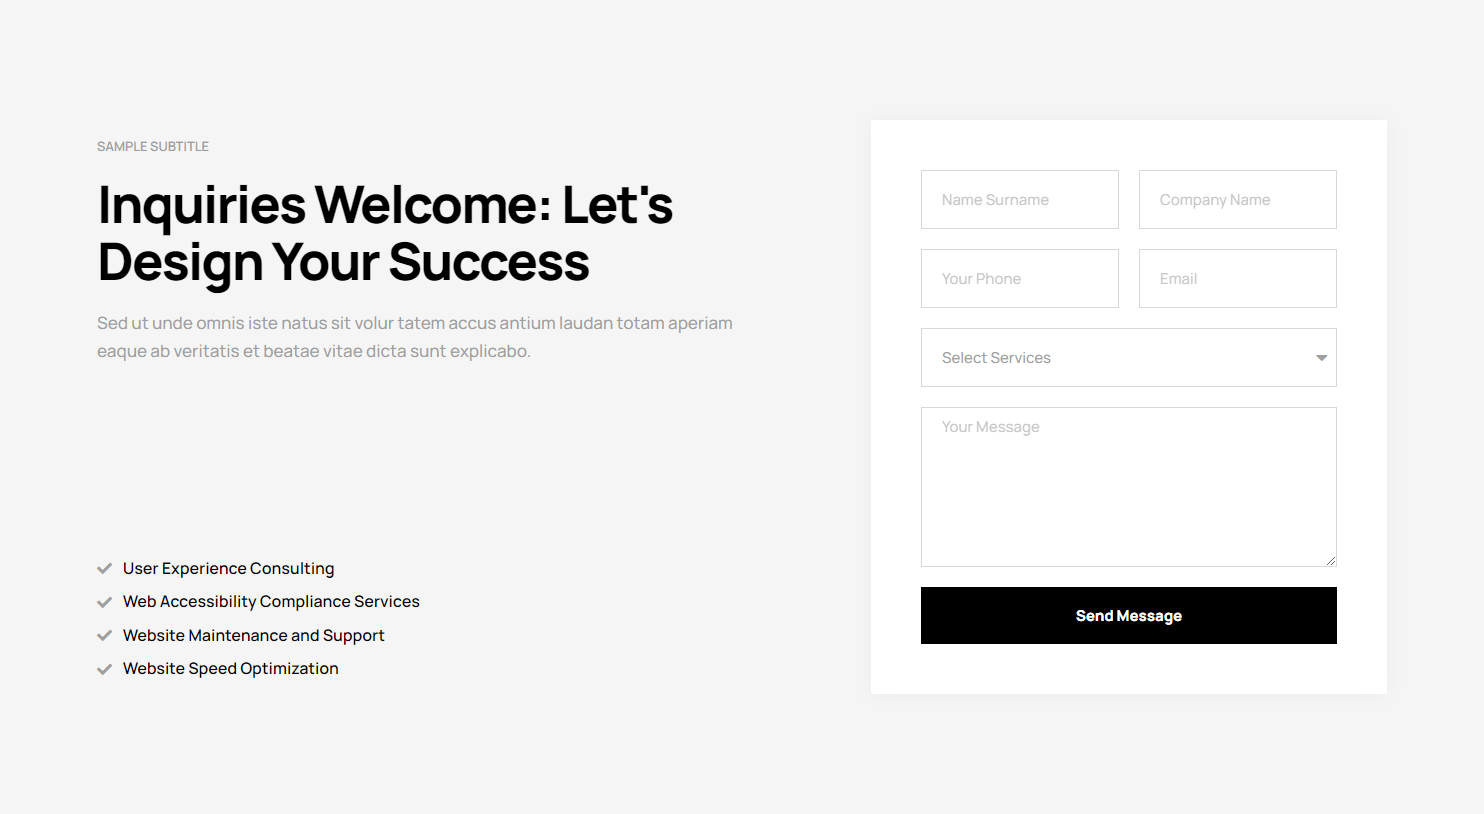 SAMPLE SUBTITLE
Inquiries Welcome: Let's
Design Your Success
Sed ut unde omnis iste natus sit volur tatem accus antium laudan totam aperiam
eaque ab veritatis et beatae vitae dicta sunt explicabo.
User Experience Consulting
Web Accessibility Compliance Services
Website Maintenance and Support
Website Speed Optimization
Name Surname
Company Name
Your Phone
Email
Select Services
Your Message
Send Message